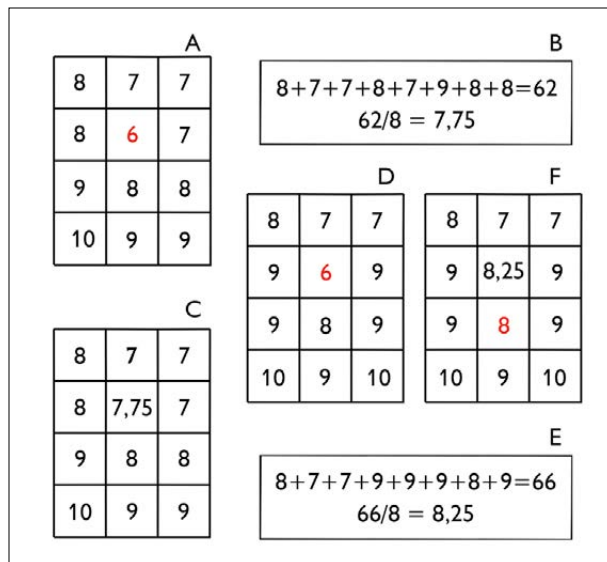 A
8 7 7
8 6 7
9 8 8
10 9 9
B
8+7+7+8+7+9+8+8=62
62/8 = 7,75
C
8 7 7
8 7,75 7
9 8 8
10 9 9
D
8 7 7
9 6 9
9 8 9
10 9 10
F
8 7 7
9 8,25 9
9 8 9
10 9 10
E
8+7+7+9+9+9+8+9=66
66/8 = 8,25